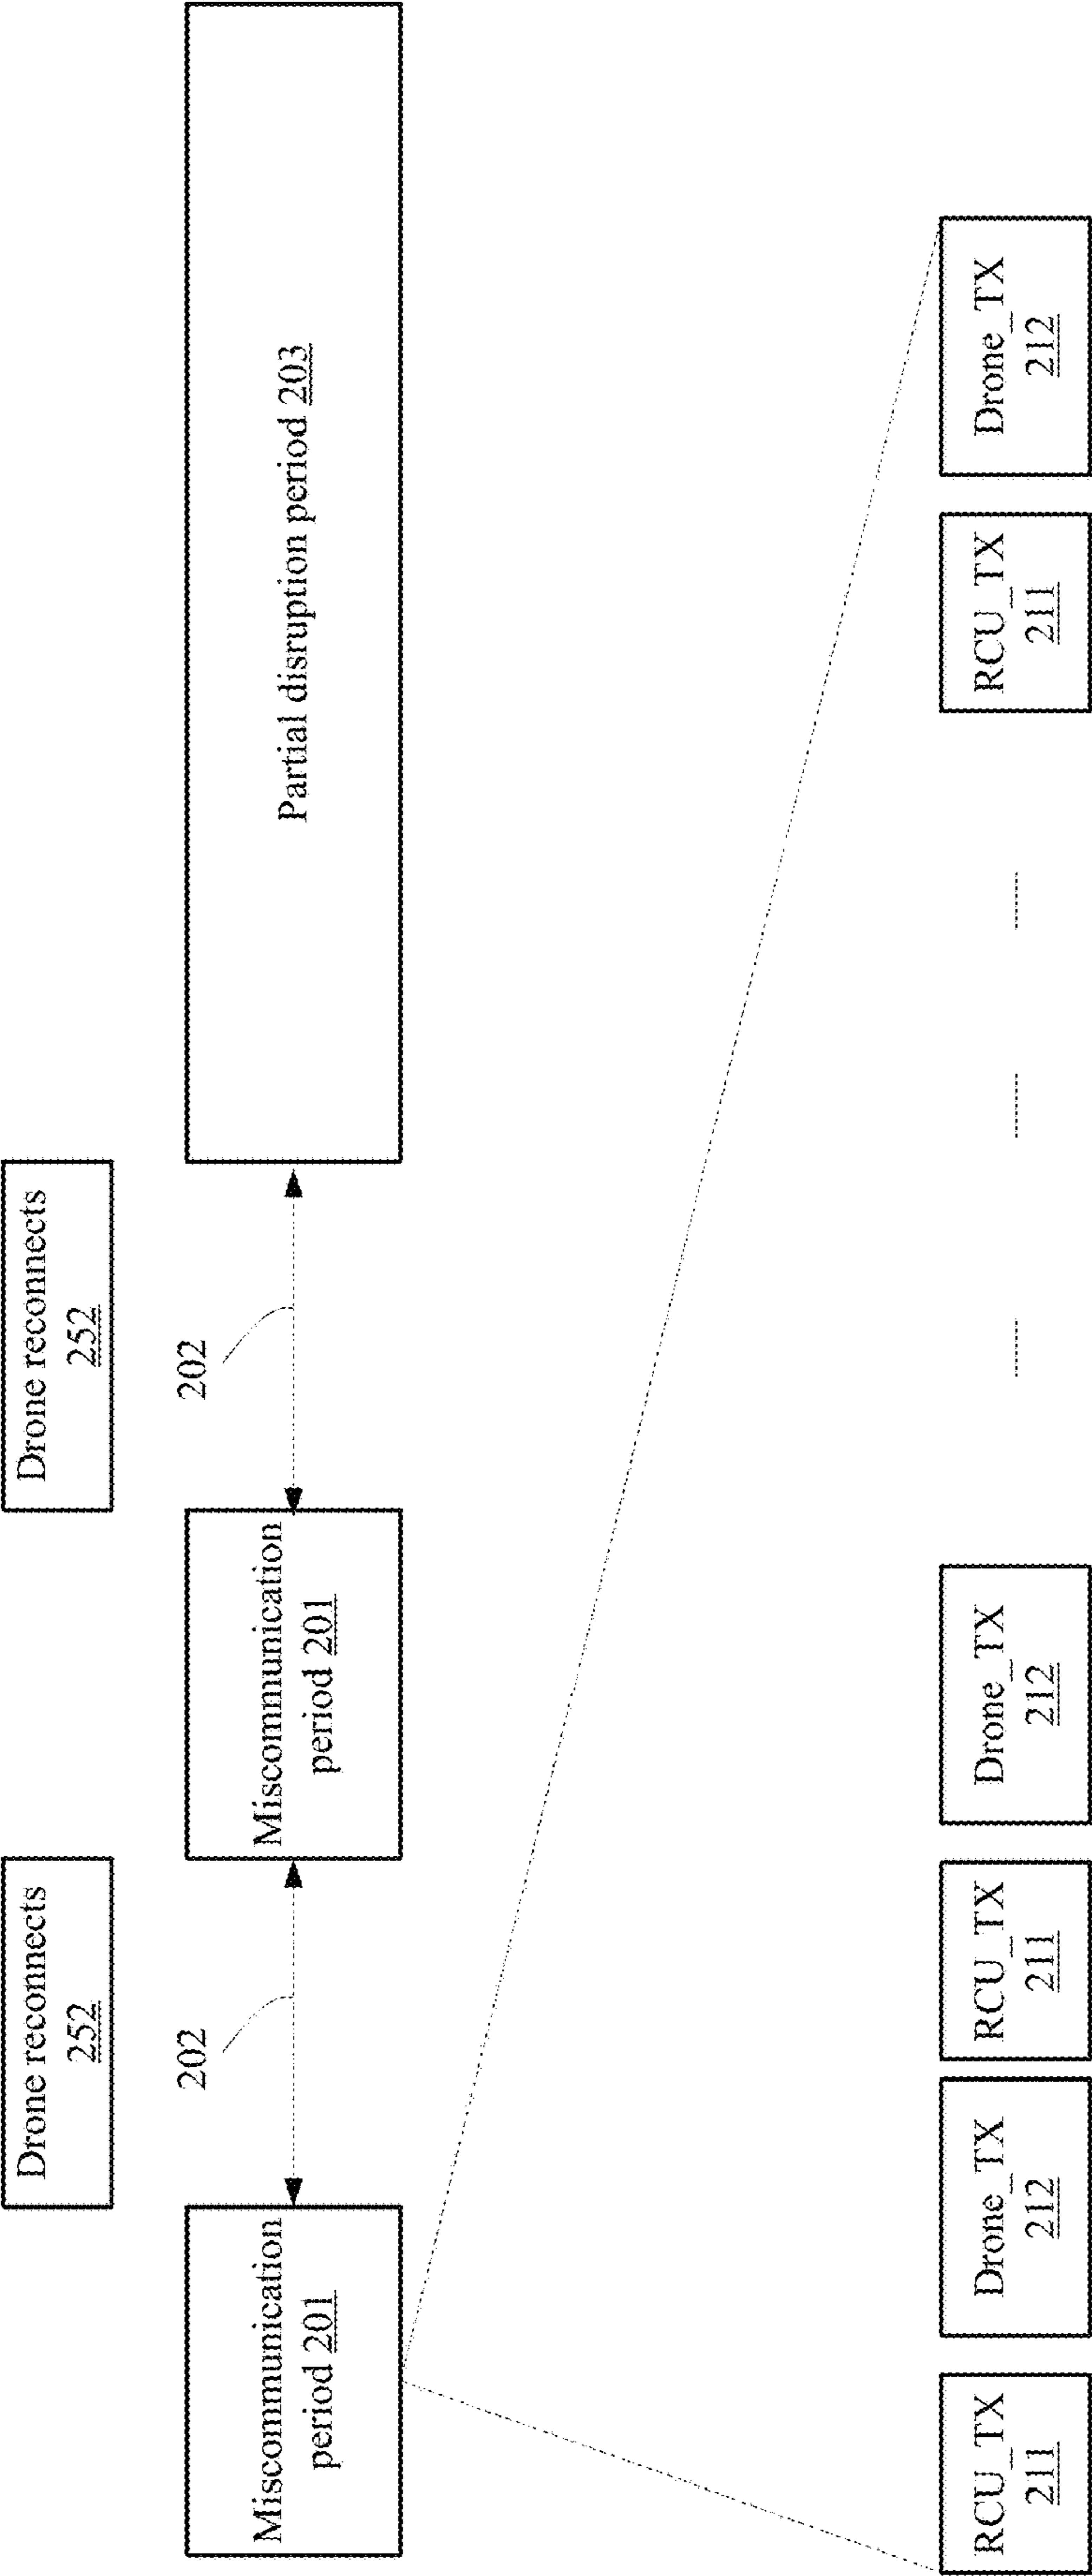 Drone reconnects
252
Drone reconnects
252
202
202
Miscommunication
period 201
Miscommunication
period 201
Partial disruption period 203
RCU_TX
211
Drone_TX
212
RCU_TX
211
Drone_TX
212
RCU_TX
211
Drone_TX
212